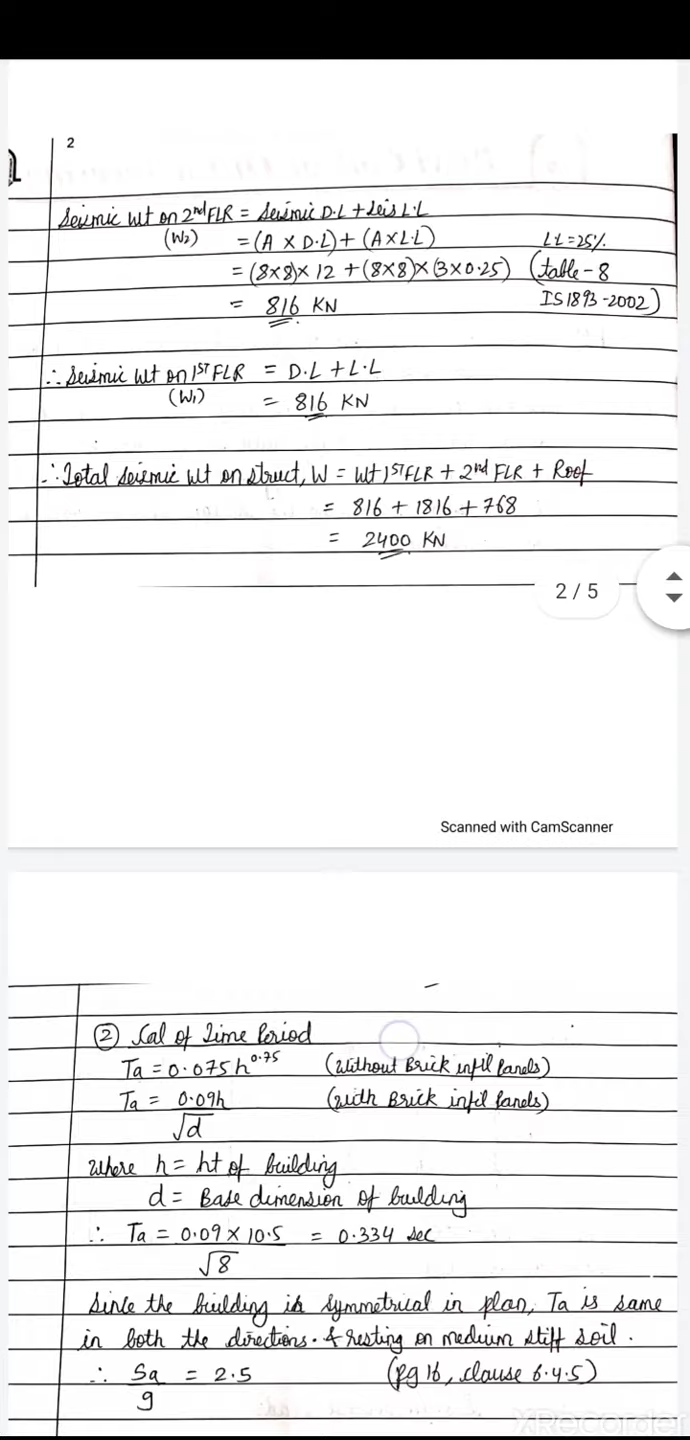 2
Seismic wt on 2nd FLR = Seismic D.L + Seis L.L
(W2) = (A X D.L) + (A X L.L) LL = 25%
= (8×8)× 12 + (8×8)×(3×0.25) (table-8
= 816 KN IS1893-2002)
∴ Seismic wt on 1ST FLR = D.L + L.L
(W1) = 816 KN
∴ Total Seismic wt on struct, W = wt 1ST FLR + 2nd FLR + Roof
= 816 + 1816 + 768
= 2400 KN
2 / 5
Scanned with CamScanner
② Cal of Time Period
Ta = 0.075 h^0.75 (Without Brick infil Panels)
Ta = 0.09h (with Brick infil Panels)
√d
where h = ht of building
d = Base dimension of building
∴ Ta = 0.09 × 10.5 = 0.334 sec
√8
Since the building is symmetrical in plan, Ta is same
in both the directions. & resting on medium stiff soil.
∴ Sa = 2.5 (Pg 16, clause 6.4.5)
g
XRecorder